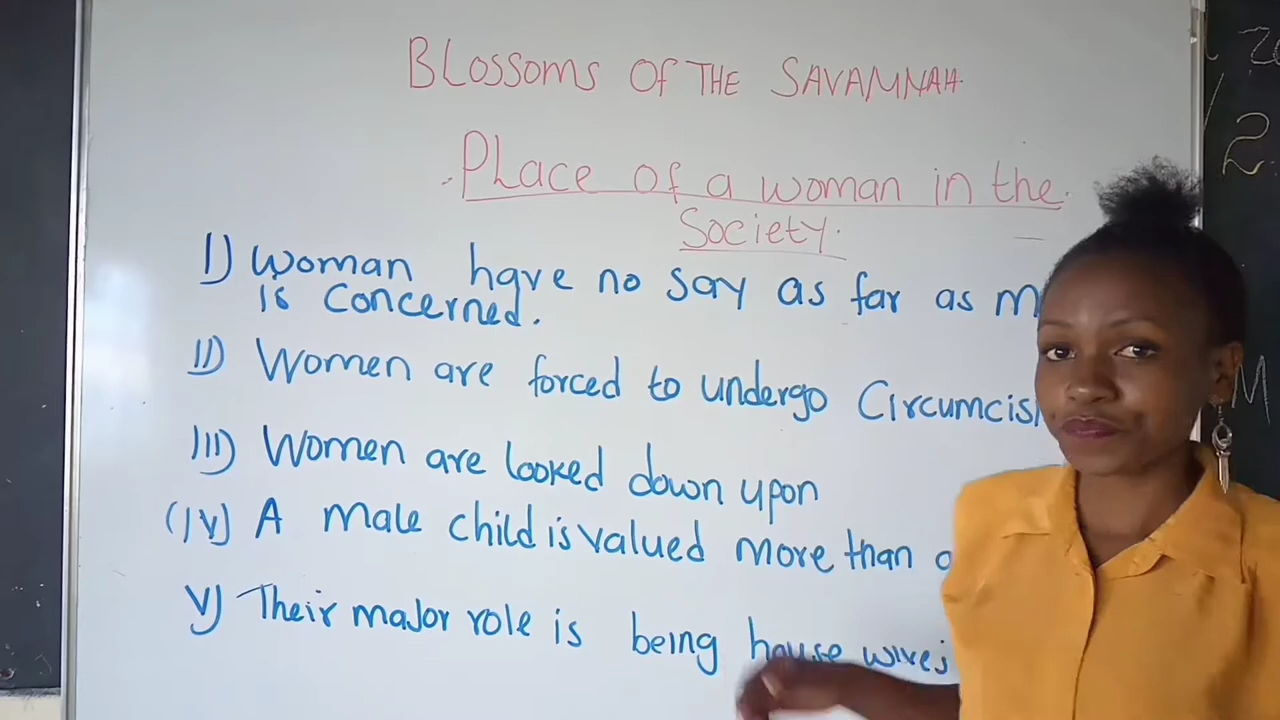 BLOSSOMS OF THE SAVAMNAH
PLace of a woman in the
Society.
I) Woman have no say as far as
is concerned.
II) Women are forced to undergo
III) Women are looked down upon
(IV) A male child is valued more than
V) Their major role is being house wives
2
M